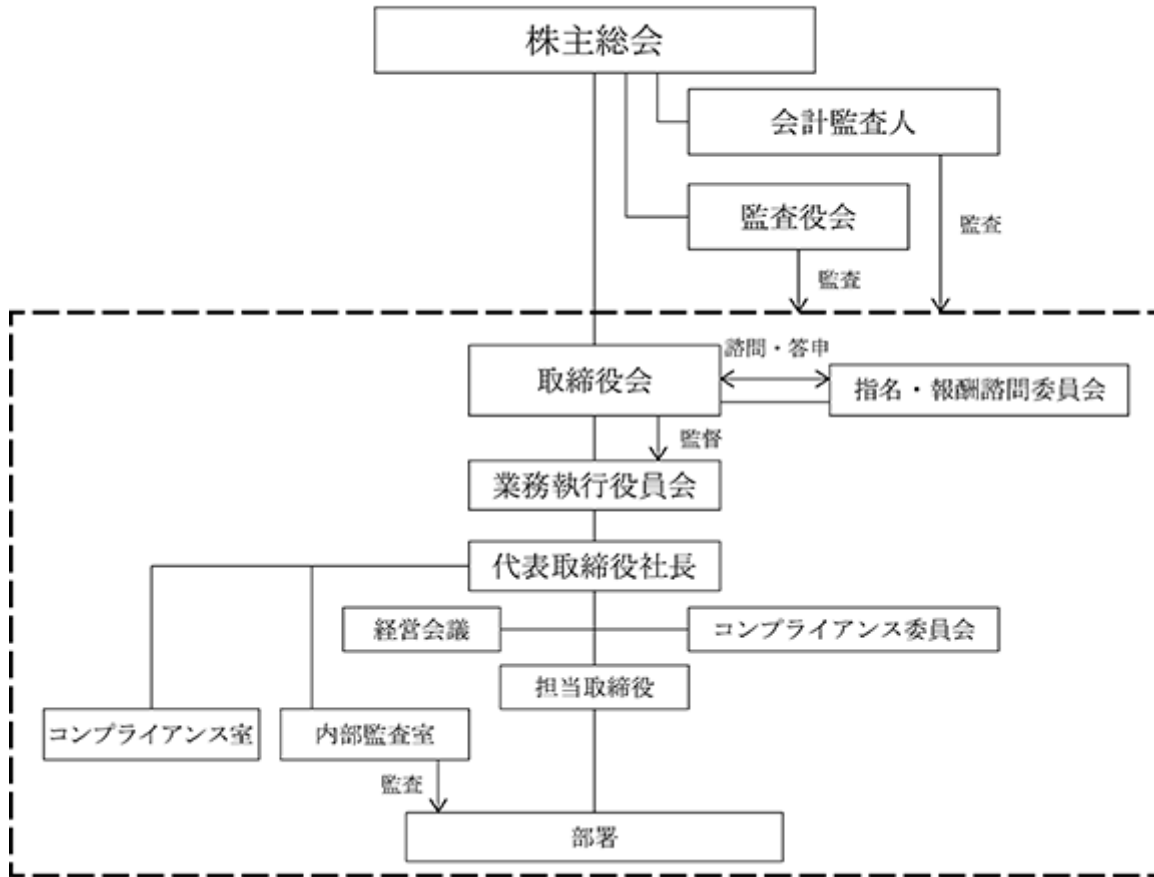 株主総会
会計監査人
監査役会
監査
監査
諮問・答申
取締役会
指名・報酬諮問委員会
監督
業務執行役員会
代表取締役社長
経営会議
コンプライアンス委員会
担当取締役
コンプライアンス室
内部監査室
監査
部署